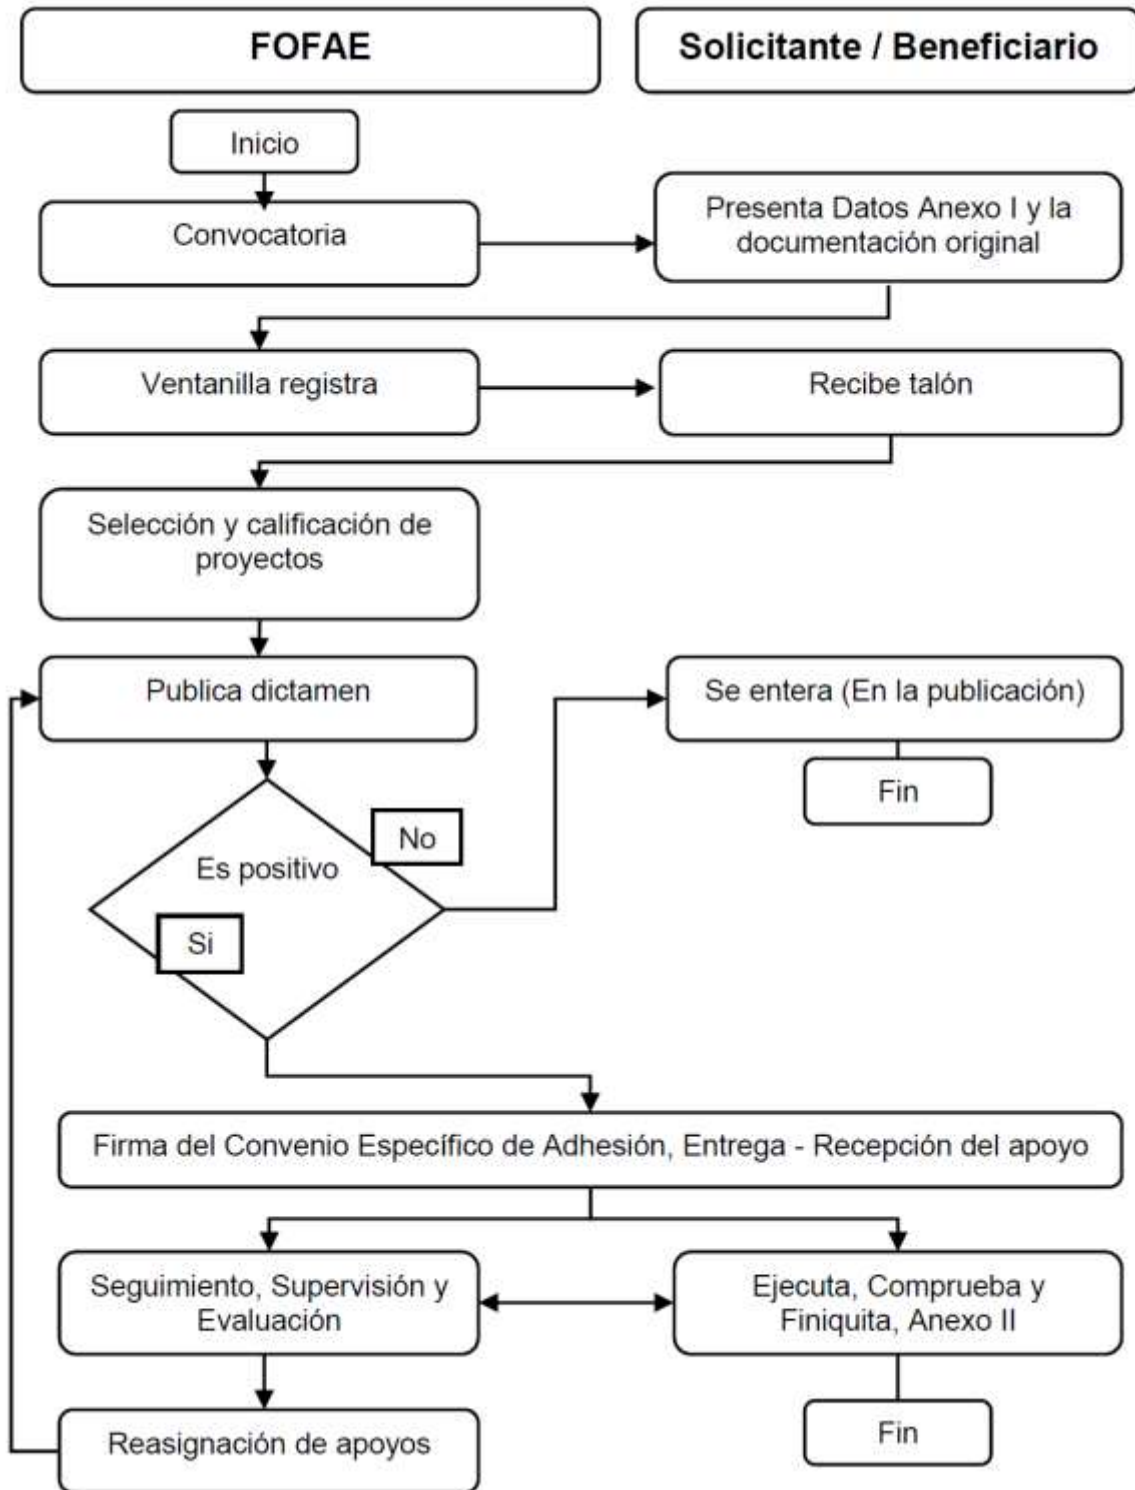 FOFAE
Solicitante / Beneficiario
Inicio
Convocatoria
Presenta Datos Anexo I y la
documentación original
Ventanilla registra
Recibe talón
Selección y calificación de
proyectos
Publica dictamen
Se entera (En la publicación)
Fin
No
Es positivo
Si
Firma del Convenio Específico de Adhesión, Entrega - Recepción del apoyo
Seguimiento, Supervisión y
Evaluación
Ejecuta, Comprueba y
Finiquita, Anexo II
Reasignación de apoyos
Fin